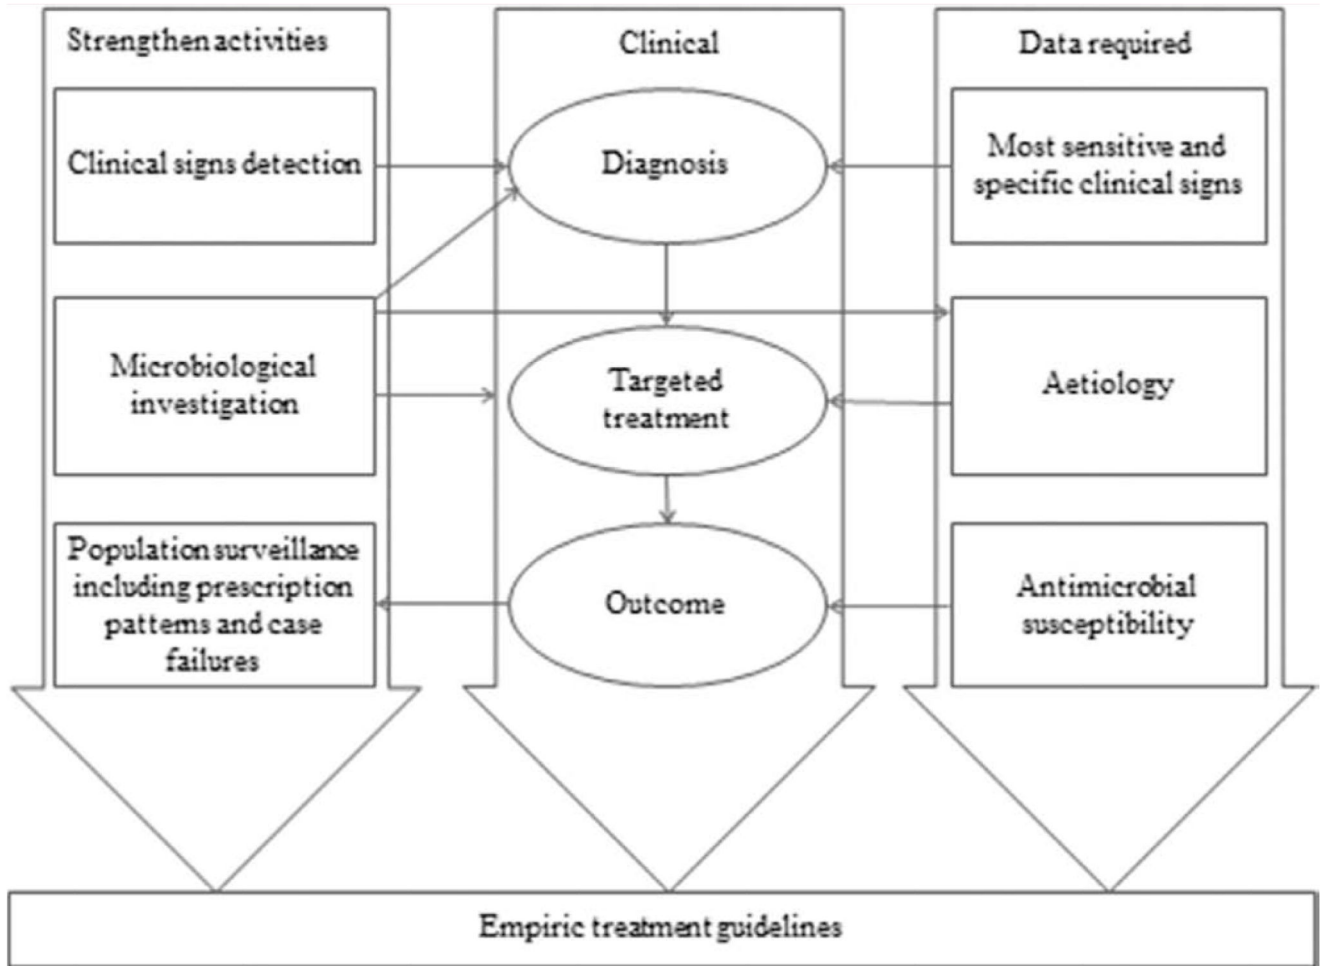 Strengthen activities
Clinical
Data required
Clinical signs detection
Diagnosis
Most sensitive and
specific clinical signs
Microbiological
investigation
Targeted
treatment
Aetiology
Population surveillance
including prescription
patterns and case
failures
Outcome
Antimicrobial
susceptibility
Empiric treatment guidelines